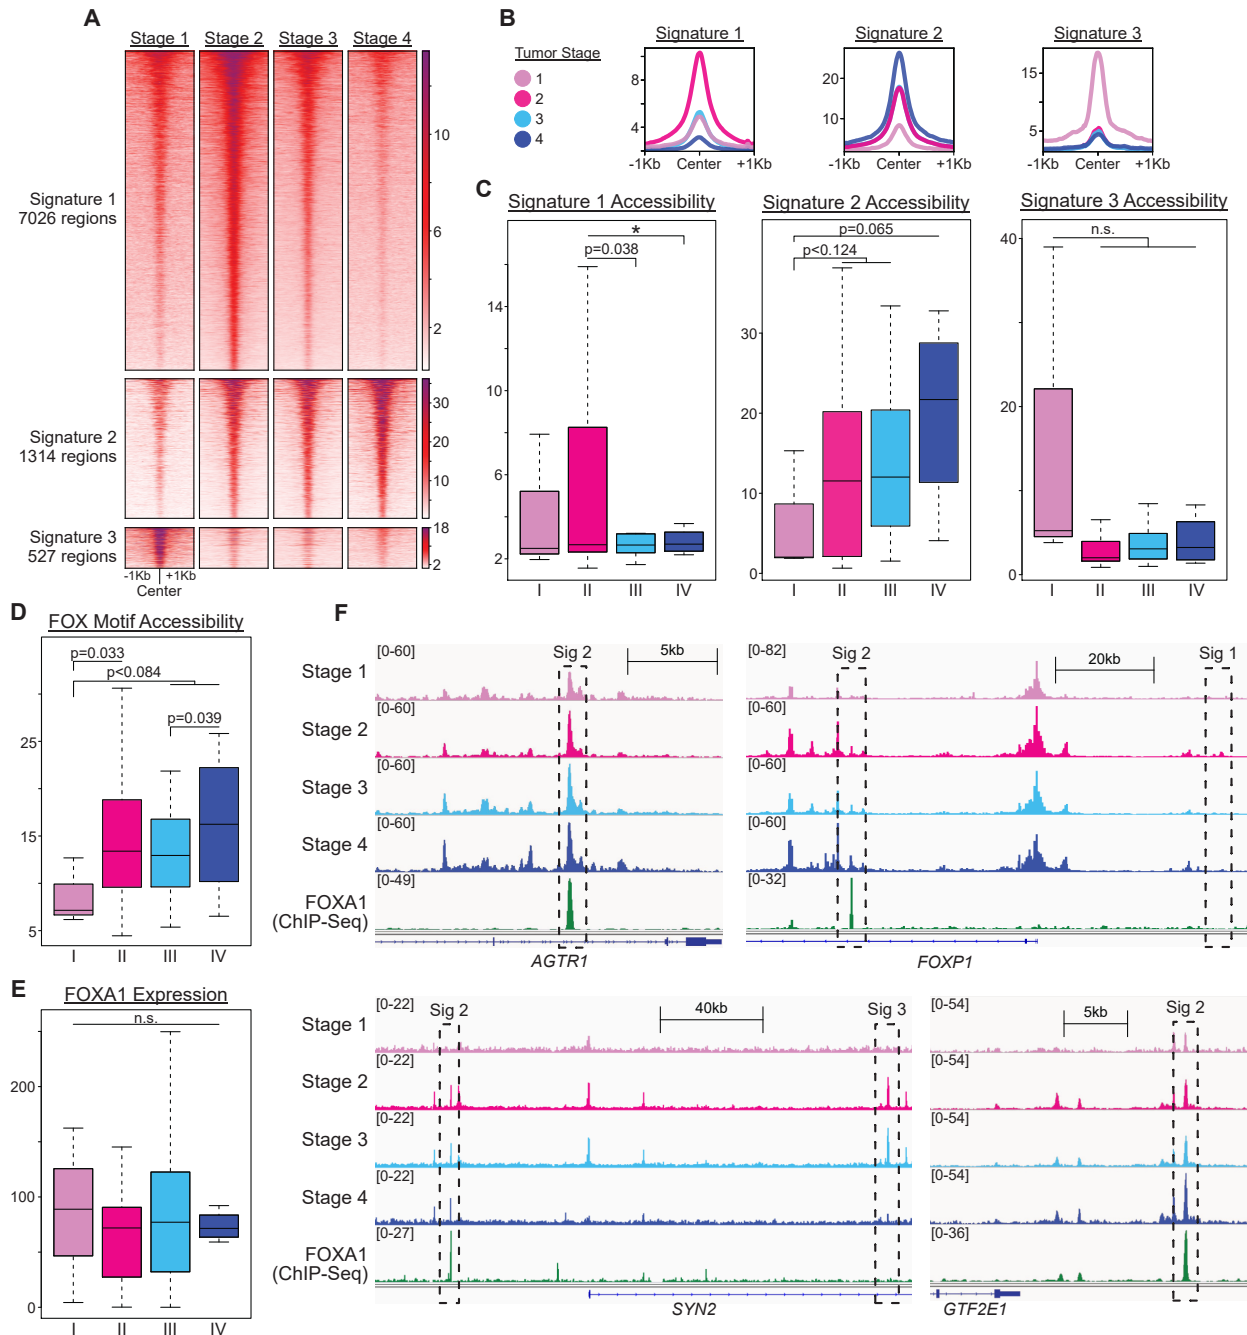 A
Stage 1 Stage 2 Stage 3 Stage 4
Signature 1
7026 regions
10
6
2
Signature 2
1314 regions
30
20
10
Signature 3
527 regions
18
2
-1Kb +1Kb
Center
B
Tumor Stage
1
2
3
4
Signature 1
10
4
-1Kb Center +1Kb
Signature 2
20
10
-1Kb Center +1Kb
Signature 3
15
5
-1Kb Center +1Kb
C
Signature 1 Accessibility
*
p=0.038
14
10
6
2
I II III IV
Signature 2 Accessibility
p=0.065
p<0.124
30
20
10
0
I II III IV
Signature 3 Accessibility
n.s.
40
20
0
I II III IV
D
FOX Motif Accessibility
p=0.033
p<0.084
p=0.039
25
15
5
I II III IV
E
FOXA1 Expression
n.s.
200
100
0
I II III IV
F
Stage 1
Stage 2
Stage 3
Stage 4
FOXA1
(ChIP-Seq)
[0-60]
[0-60]
[0-60]
[0-60]
[0-49]
Sig 2
5kb
AGTR1
[0-82]
[0-60]
[0-60]
[0-60]
[0-32]
Sig 2
20kb
Sig 1
FOXP1
Stage 1
Stage 2
Stage 3
Stage 4
FOXA1
(ChIP-Seq)
[0-22]
[0-22]
[0-22]
[0-22]
[0-27]
Sig 2
40kb
Sig 3
SYN2
[0-54]
[0-54]
[0-54]
[0-54]
[0-36]
5kb
Sig 2
GTF2E1